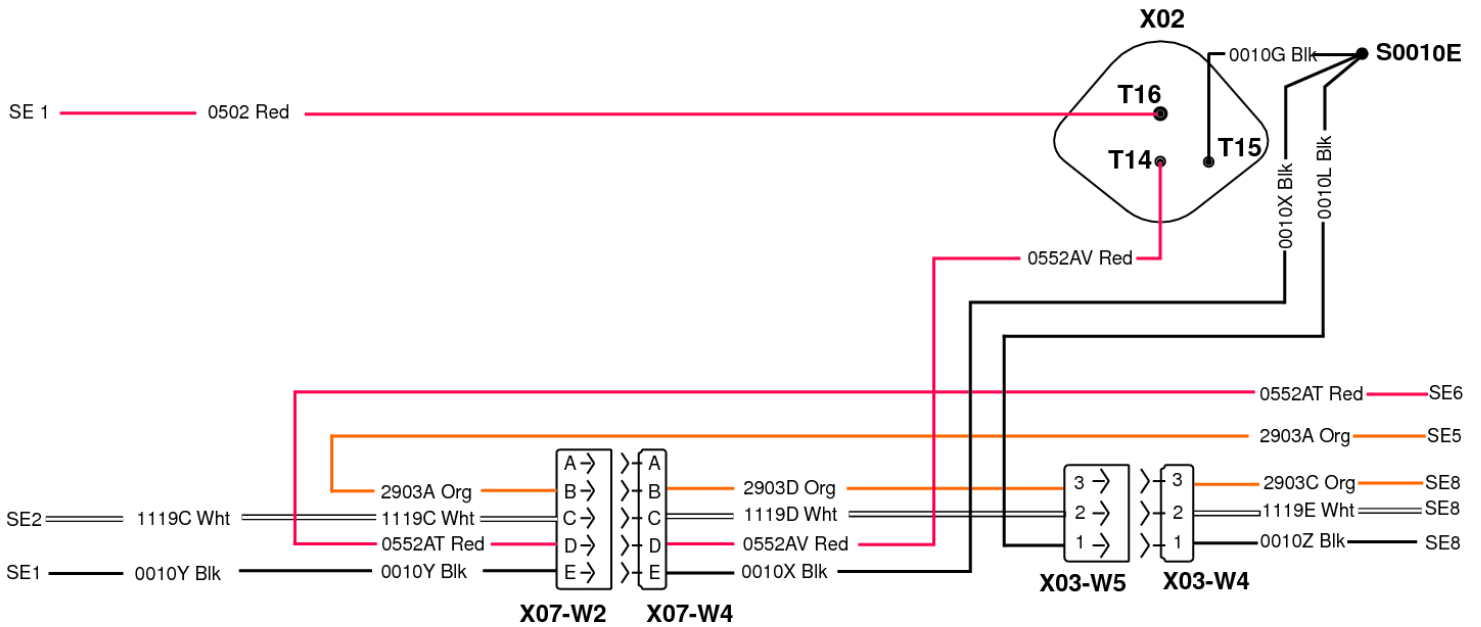 X02
0010G Blk
S0010E
T16
SE 1
0502 Red
T15
T14
0010X Blk
0010L Blk
0552AV Red
0552AT Red
SE6
2903A Org
SE5
A
A
3
3
2903C Org
SE8
2903A Org
B
B
2903D Org
SE2
1119C Wht
1119C Wht
C
C
1119D Wht
2
2
1119E Wht
SE8
0552AT Red
D
D
0552AV Red
1
1
0010Z Blk
SE8
SE1
0010Y Blk
0010Y Blk
E
E
0010X Blk
X03-W5
X03-W4
X07-W2
X07-W4